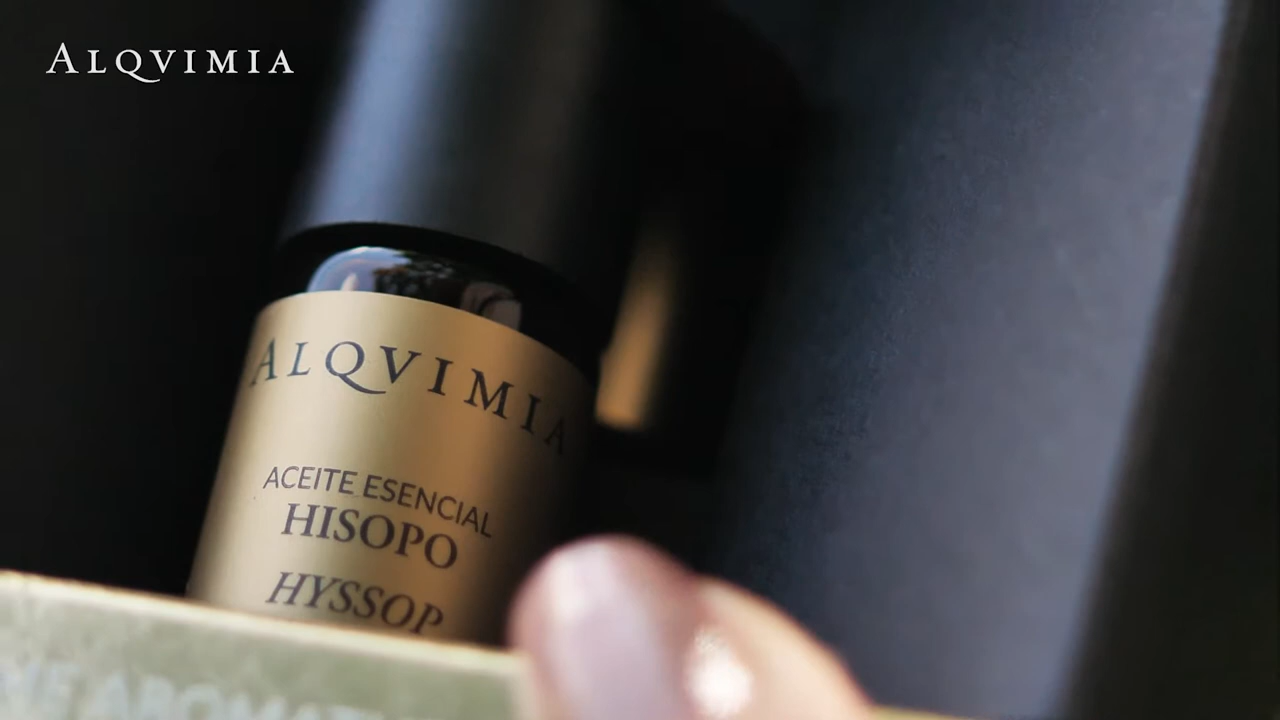 ALQVIMIA
ALQVIMIA
ACEITE ESENCIAL
HISOPO
HYSSOP